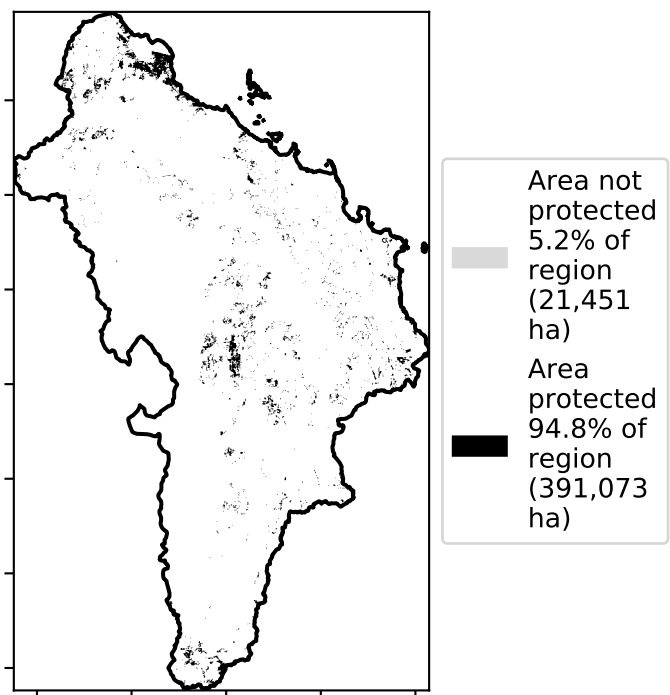 Area not
protected
5.2% of
region
(21,451
ha)
Area
protected
94.8% of
region
(391,073
ha)